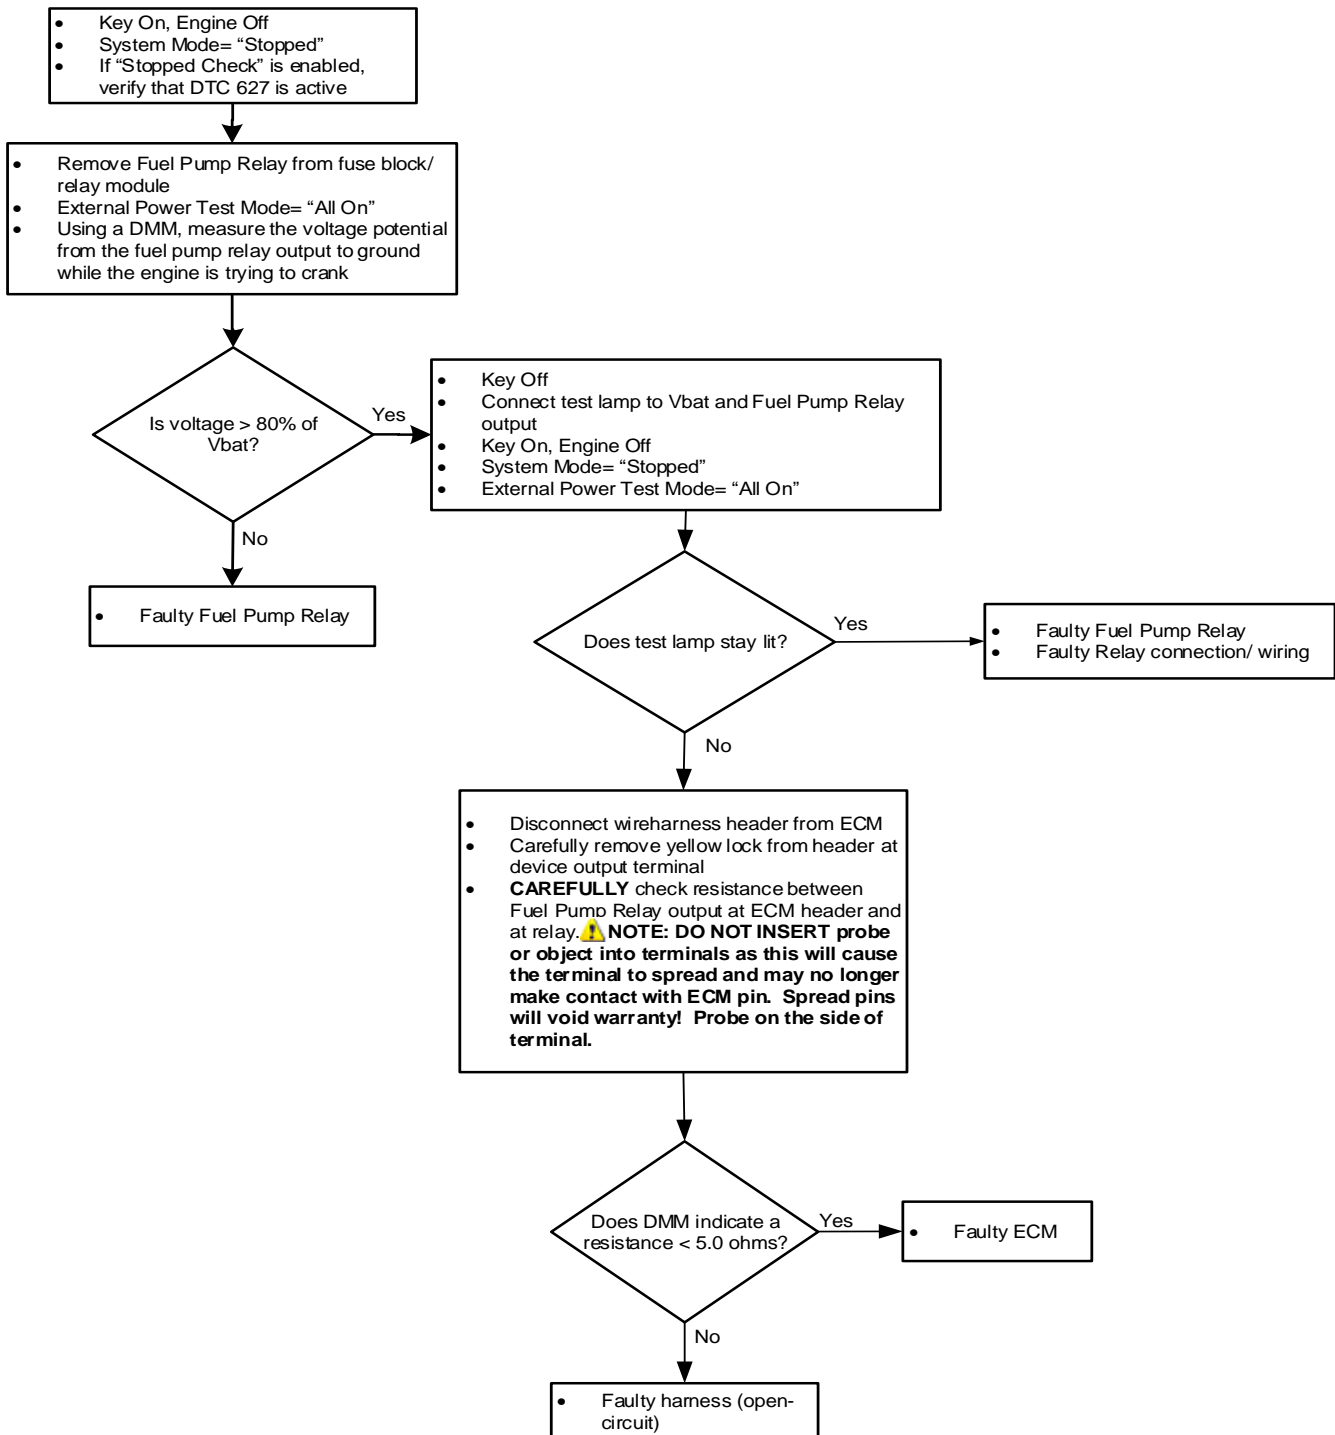 • Key On, Engine Off
• System Mode= “Stopped”
• If “Stopped Check” is enabled,
verify that DTC 627 is active
• Remove Fuel Pump Relay from fuse block/
relay module
• External Power Test Mode= “All On”
• Using a DMM, measure the voltage potential
from the fuel pump relay output to ground
while the engine is trying to crank
Is voltage > 80% of
Vbat?
Yes
No
• Faulty Fuel Pump Relay
• Key Off
• Connect test lamp to Vbat and Fuel Pump Relay
output
• Key On, Engine Off
• System Mode= “Stopped”
• External Power Test Mode= “All On”
Does test lamp stay lit?
Yes
• Faulty Fuel Pump Relay
• Faulty Relay connection/ wiring
No
• Disconnect wireharness header from ECM
• Carefully remove yellow lock from header at
device output terminal
• CAREFULLY check resistance between
Fuel Pump Relay output at ECM header and
at relay. NOTE: DO NOT INSERT probe
or object into terminals as this will cause
the terminal to spread and may no longer
make contact with ECM pin. Spread pins
will void warranty! Probe on the side of
terminal.
Does DMM indicate a
resistance < 5.0 ohms?
Yes
• Faulty ECM
No
• Faulty harness (open-
circuit)